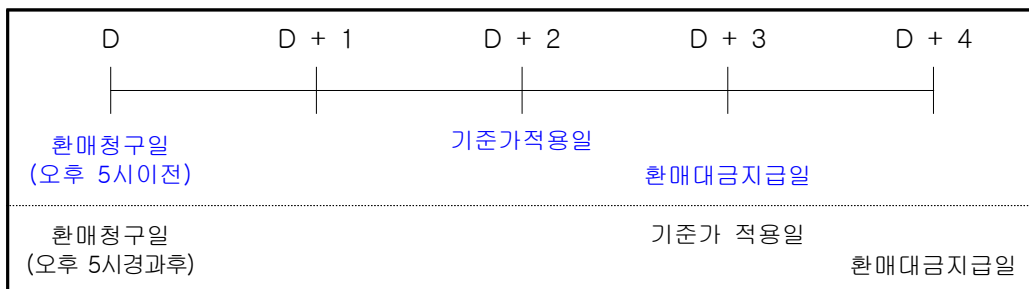 D D + 1 D + 2 D + 3 D + 4
환매청구일 기준가적용일
(오후 5시이전) 환매대금지급일
환매청구일 기준가 적용일
(오후 5시경과후) 환매대금지급일